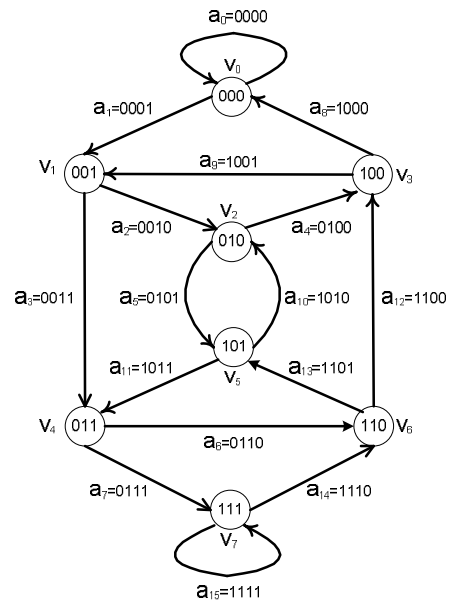 a₀=0000
V₀
000
a₁=0001
a₈=1000
a₉=1001
V₁
001
100
V₃
V₂
a₂=0010
010
a₄=0100
a₃=0011
a₅=0101
a₁₀=1010
a₁₂=1100
101
a₁₁=1011
a₁₃=1101
V₅
V₄
011
110
V₆
a₆=0110
a₇=0111
a₁₄=1110
111
V₇
a₁₅=1111